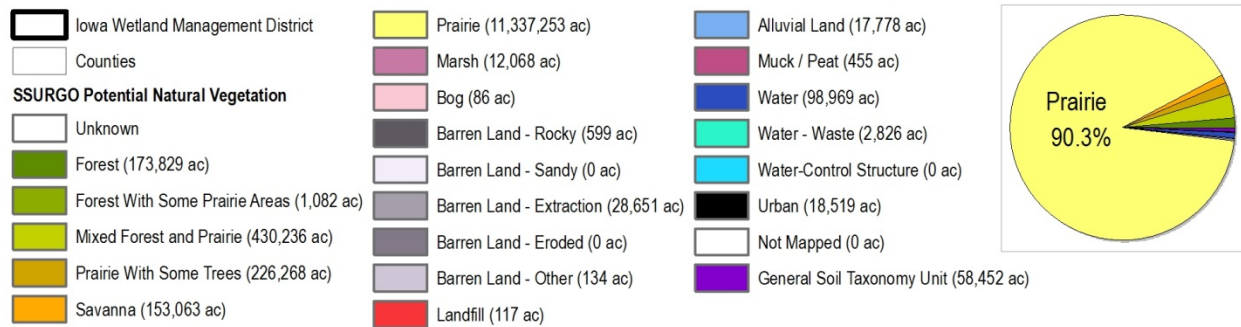 Iowa Wetland Management District
Counties
SSURGO Potential Natural Vegetation
Unknown
Forest (173,829 ac)
Forest With Some Prairie Areas (1,082 ac)
Mixed Forest and Prairie (430,236 ac)
Prairie With Some Trees (226,268 ac)
Savanna (153,063 ac)
Prairie (11,337,253 ac)
Marsh (12,068 ac)
Bog (86 ac)
Barren Land - Rocky (599 ac)
Barren Land - Sandy (0 ac)
Barren Land - Extraction (28,651 ac)
Barren Land - Eroded (0 ac)
Barren Land - Other (134 ac)
Landfill (117 ac)
Alluvial Land (17,778 ac)
Muck / Peat (455 ac)
Water (98,969 ac)
Water - Waste (2,826 ac)
Water-Control Structure (0 ac)
Urban (18,519 ac)
Not Mapped (0 ac)
General Soil Taxonomy Unit (58,452 ac)
Prairie
90.3%